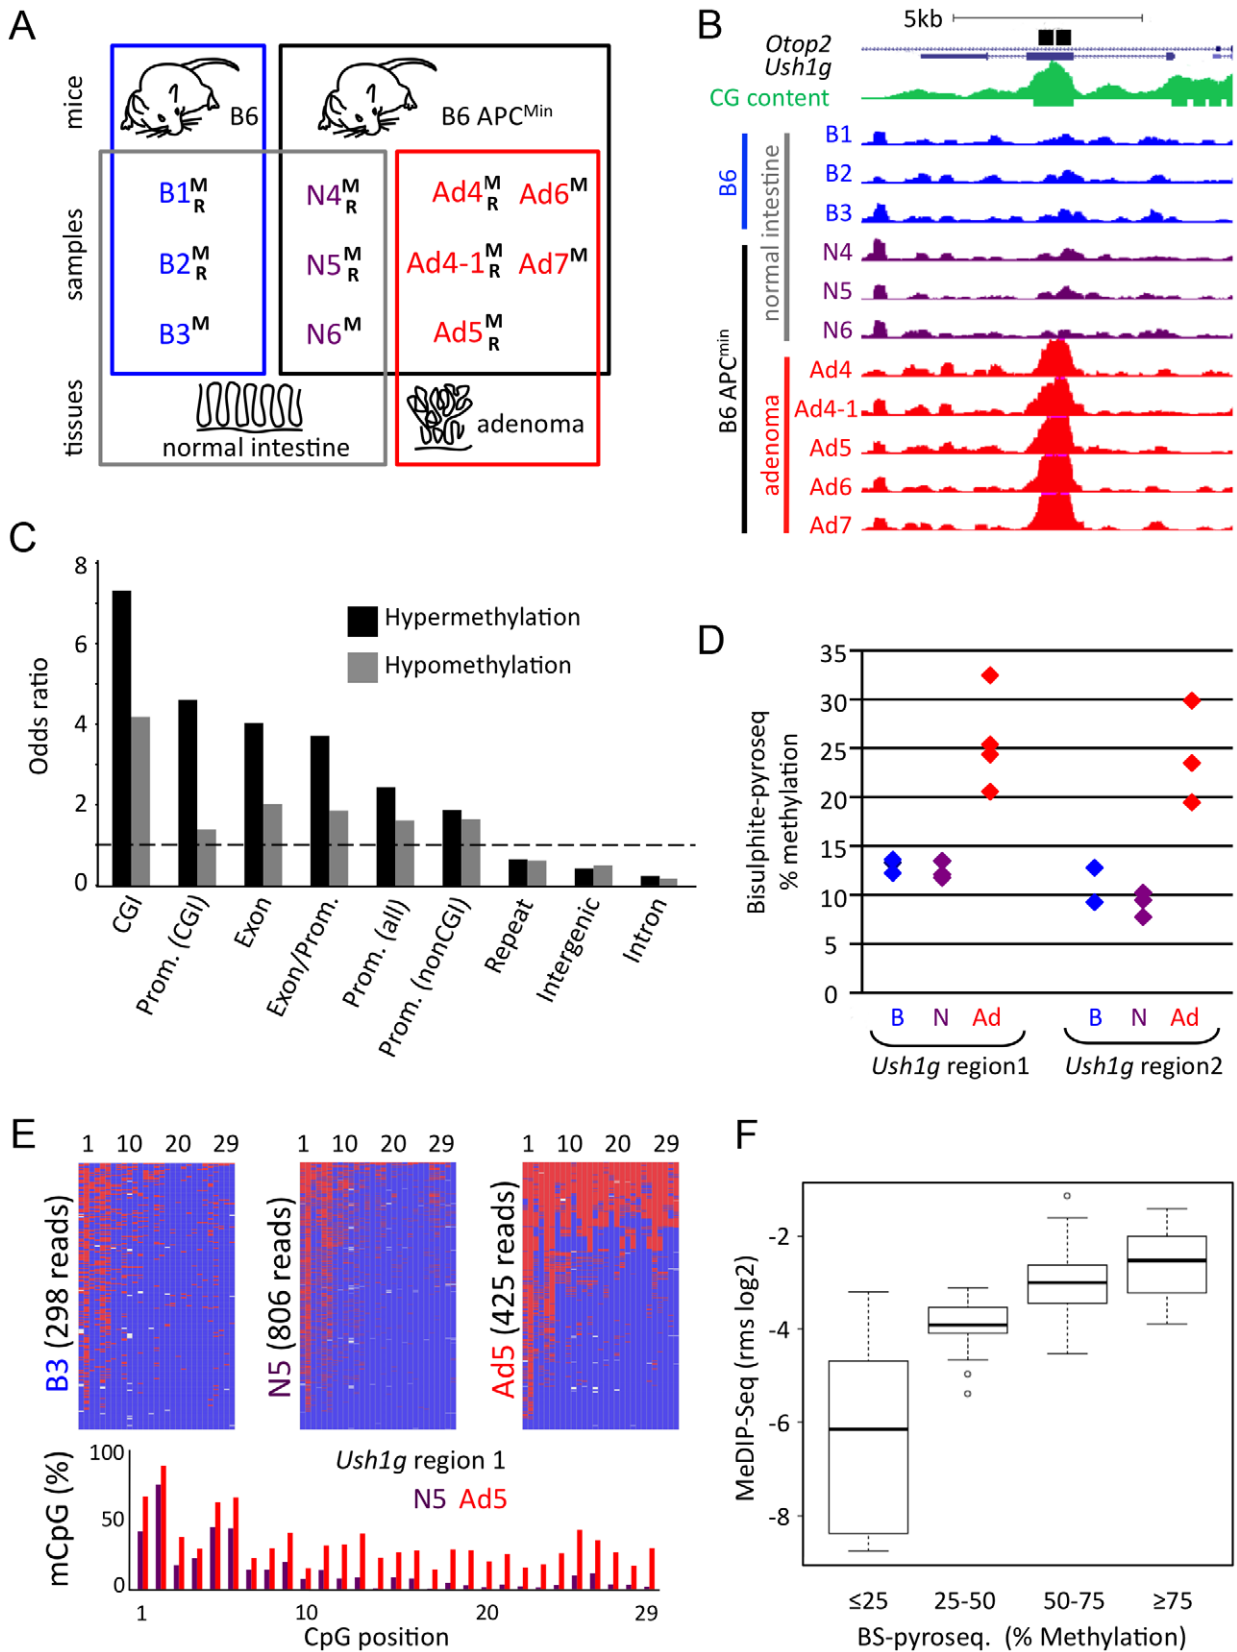 A
mice
B6
B6 APC^Min
samples
B1 M R
N4 M R
Ad4 M R
Ad6 M
B2 M R
N5 M R
Ad4-1 M R
Ad7 M
B3 M
N6 M
Ad5 M R
tissues
normal intestine
adenoma
B
5kb
Otop2
Ush1g
CG content
B6
B6 APC^min
normal intestine
adenoma
B1
B2
B3
N4
N5
N6
Ad4
Ad4-1
Ad5
Ad6
Ad7
C
Odds ratio
8
6
4
2
0
Hypermethylation
Hypomethylation
CGI
Prom. (CGI)
Exon
Exon/Prom.
Prom. (all)
Prom. (nonCGI)
Repeat
Intergenic
Intron
D
Bisulphite-pyroseq
% methylation
35
30
25
20
15
10
5
0
B N Ad B N Ad
Ush1g region1 Ush1g region2
E
1 10 20 29
B3 (298 reads)
1 10 20 29
N5 (806 reads)
1 10 20 29
Ad5 (425 reads)
mCpG (%)
100
50
0
Ush1g region 1
N5 Ad5
1 10 20 29
CpG position
F
MeDIP-Seq (rms log2)
-2
-4
-6
-8
≤25 25-50 50-75 ≥75
BS-pyroseq. (% Methylation)